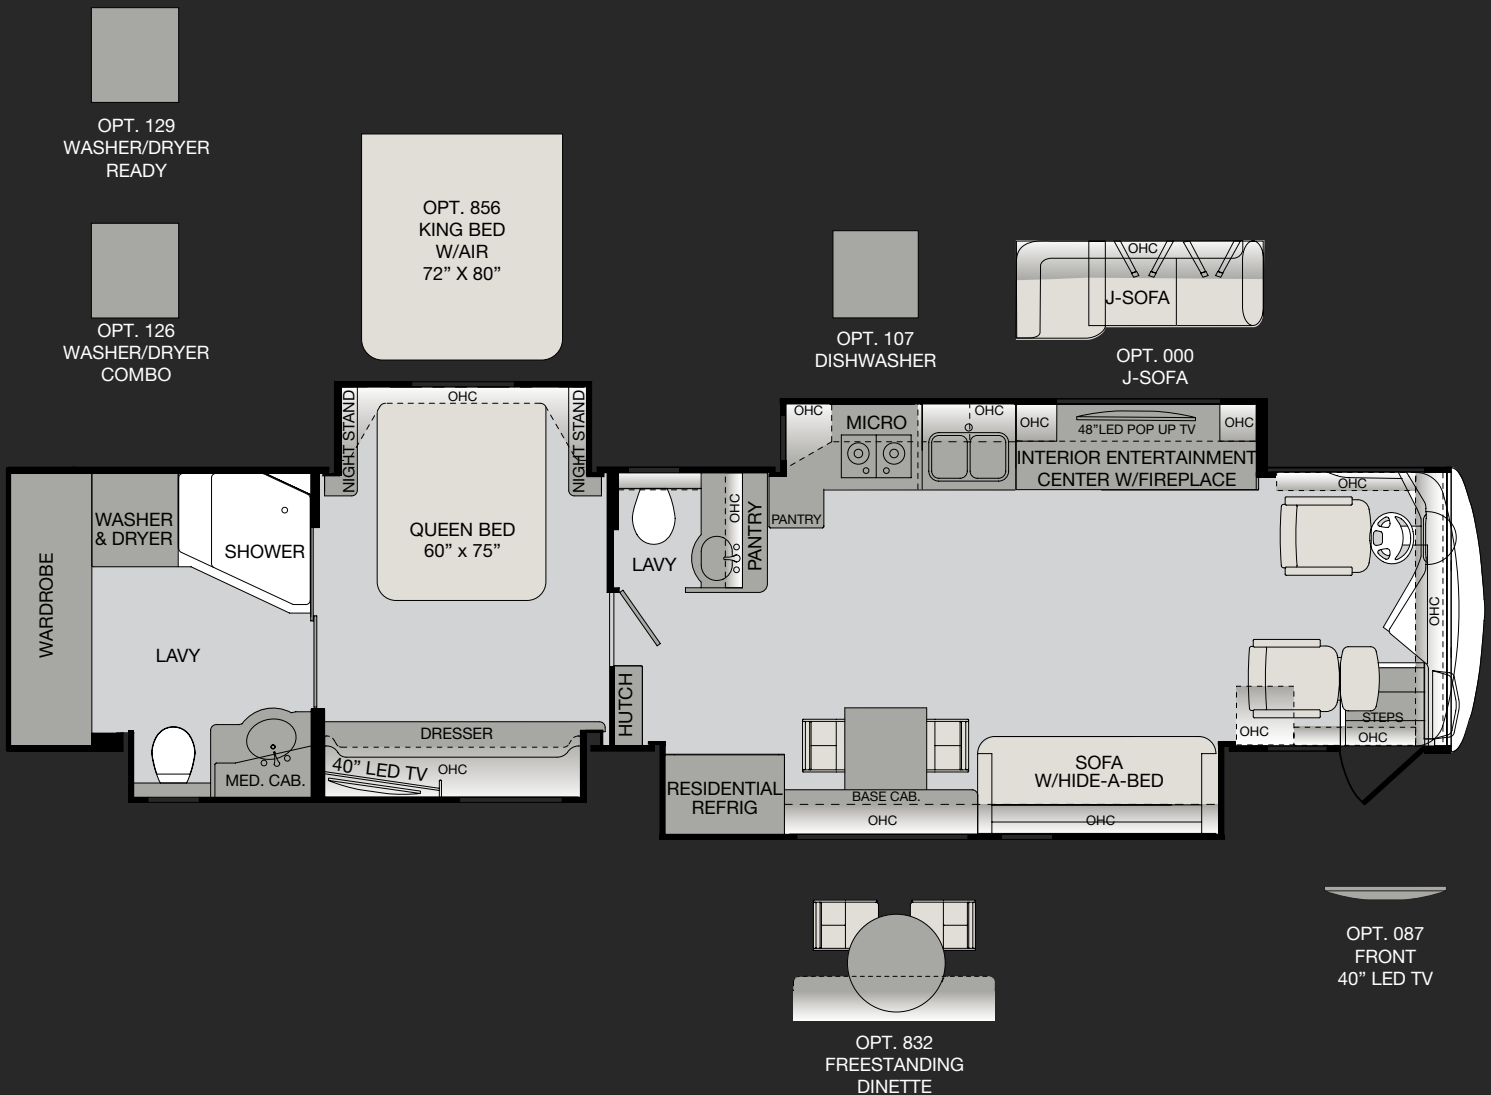 OPT. 129
WASHER/DRYER
READY
OPT. 126
WASHER/DRYER
COMBO
OPT. 856
KING BED
W/AIR
72” X 80”
OPT. 107
DISHWASHER
OHC
J-SOFA
OPT. 000
J-SOFA
WARDROBE
WASHER
& DRYER
SHOWER
LAVY
MED. CAB.
NIGHT STAND
OHC
NIGHT STAND
QUEEN BED
60” x 75”
DRESSER
40” LED TV
OHC
LAVY
OHC
PANTRY
HUTCH
OHC
MICRO
OHC
PANTRY
OHC
48”LED POP UP TV
OHC
INTERIOR ENTERTAINMENT
CENTER W/FIREPLACE
RESIDENTIAL
REFRIG
BASE CAB.
OHC
SOFA
W/HIDE-A-BED
OHC
OHC
OHC
STEPS
OHC
OHC
OPT. 832
FREESTANDING
DINETTE
OPT. 087
FRONT
40” LED TV